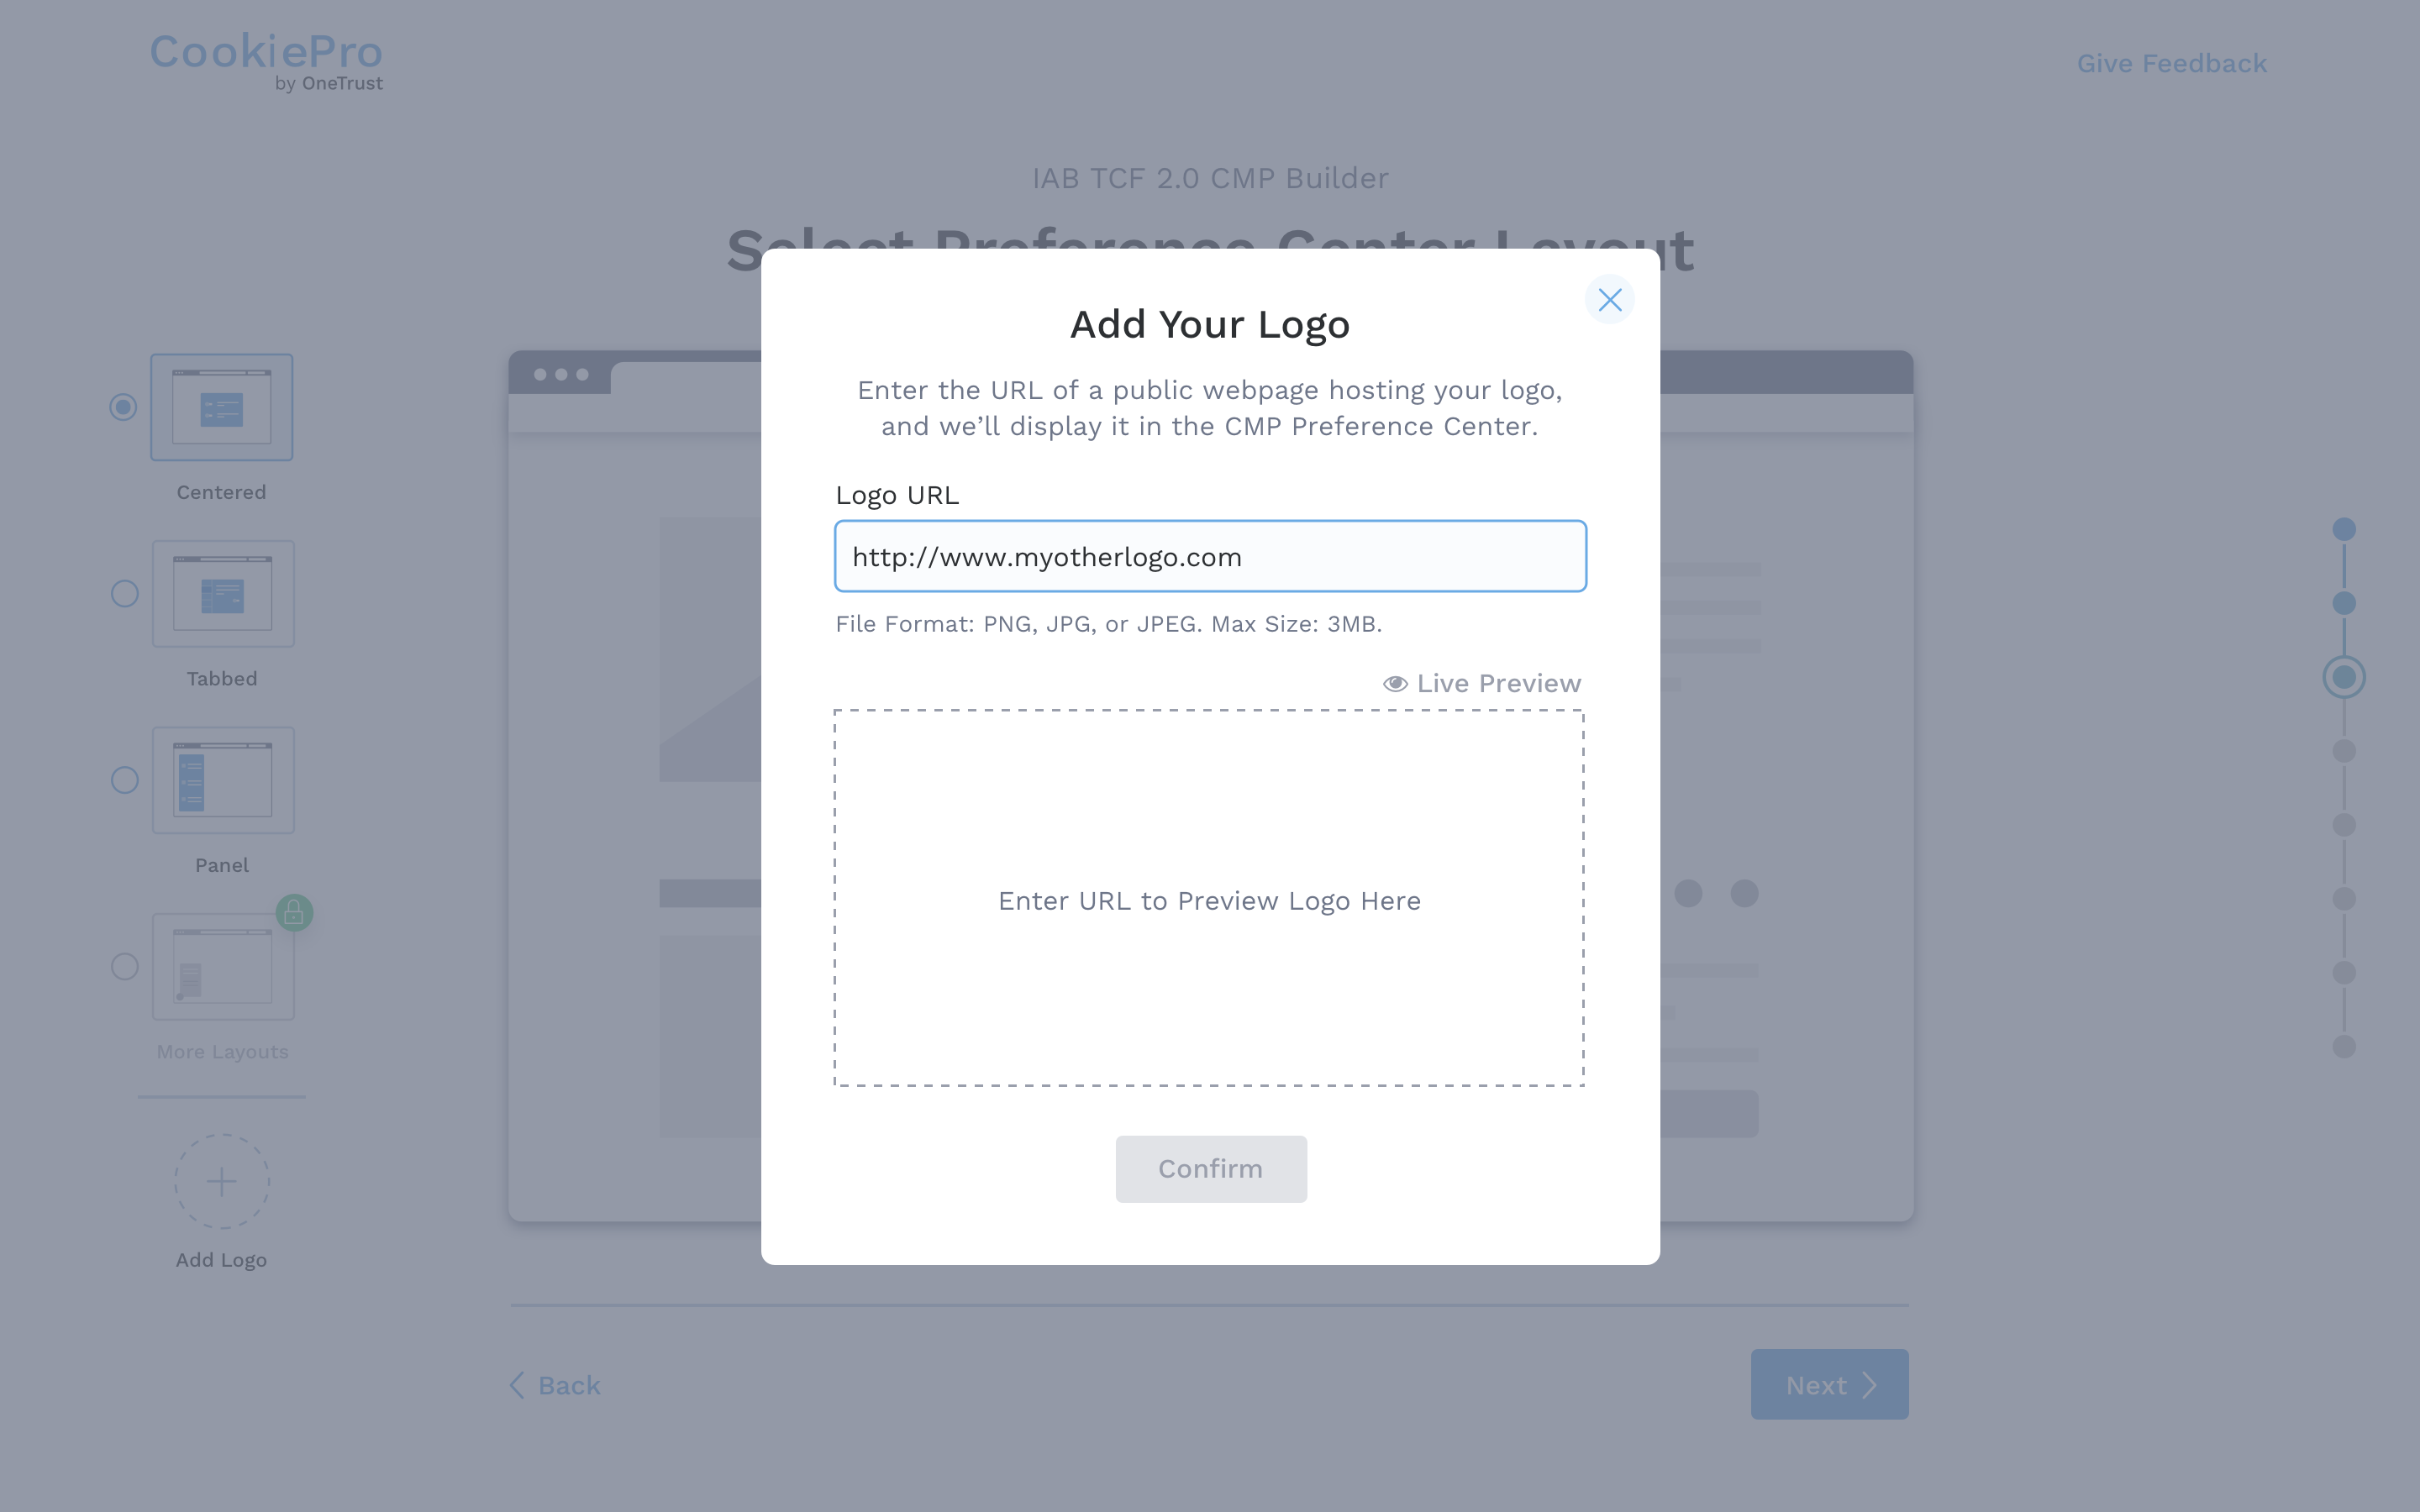 CookiePro
by OneTrust
Give Feedback
IAB TCF 2.0 CMP Builder
Select Preference Center Layout
Centered
Tabbed
Panel
More Layouts
Add Logo
Add Your Logo
Enter the URL of a public webpage hosting your logo,
and we’ll display it in the CMP Preference Center.
Logo URL
http://www.myotherlogo.com
File Format: PNG, JPG, or JPEG. Max Size: 3MB.
Live Preview
Enter URL to Preview Logo Here
Confirm
Back
Next